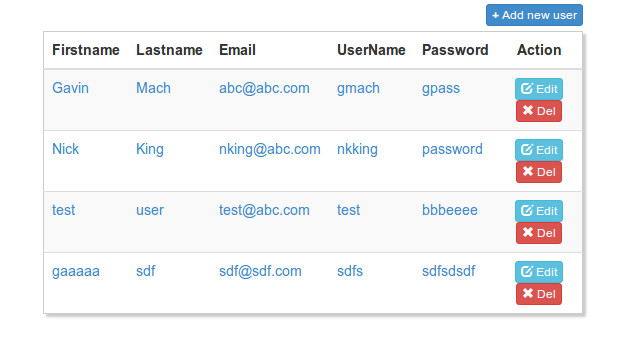 + Add new user
Firstname Lastname Email UserName Password Action
Gavin Mach abc@abc.com gmach gpass Edit
Del
Nick King nking@abc.com nkking password Edit
Del
test user test@abc.com test bbbeeee Edit
Del
gaaaaa sdf sdf@sdf.com sdfs sdfsdsdf Edit
Del